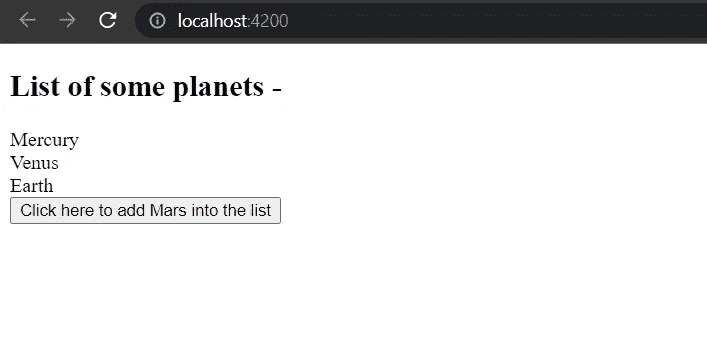 localhost:4200
List of some planets -
Mercury
Venus
Earth
Click here to add Mars into the list